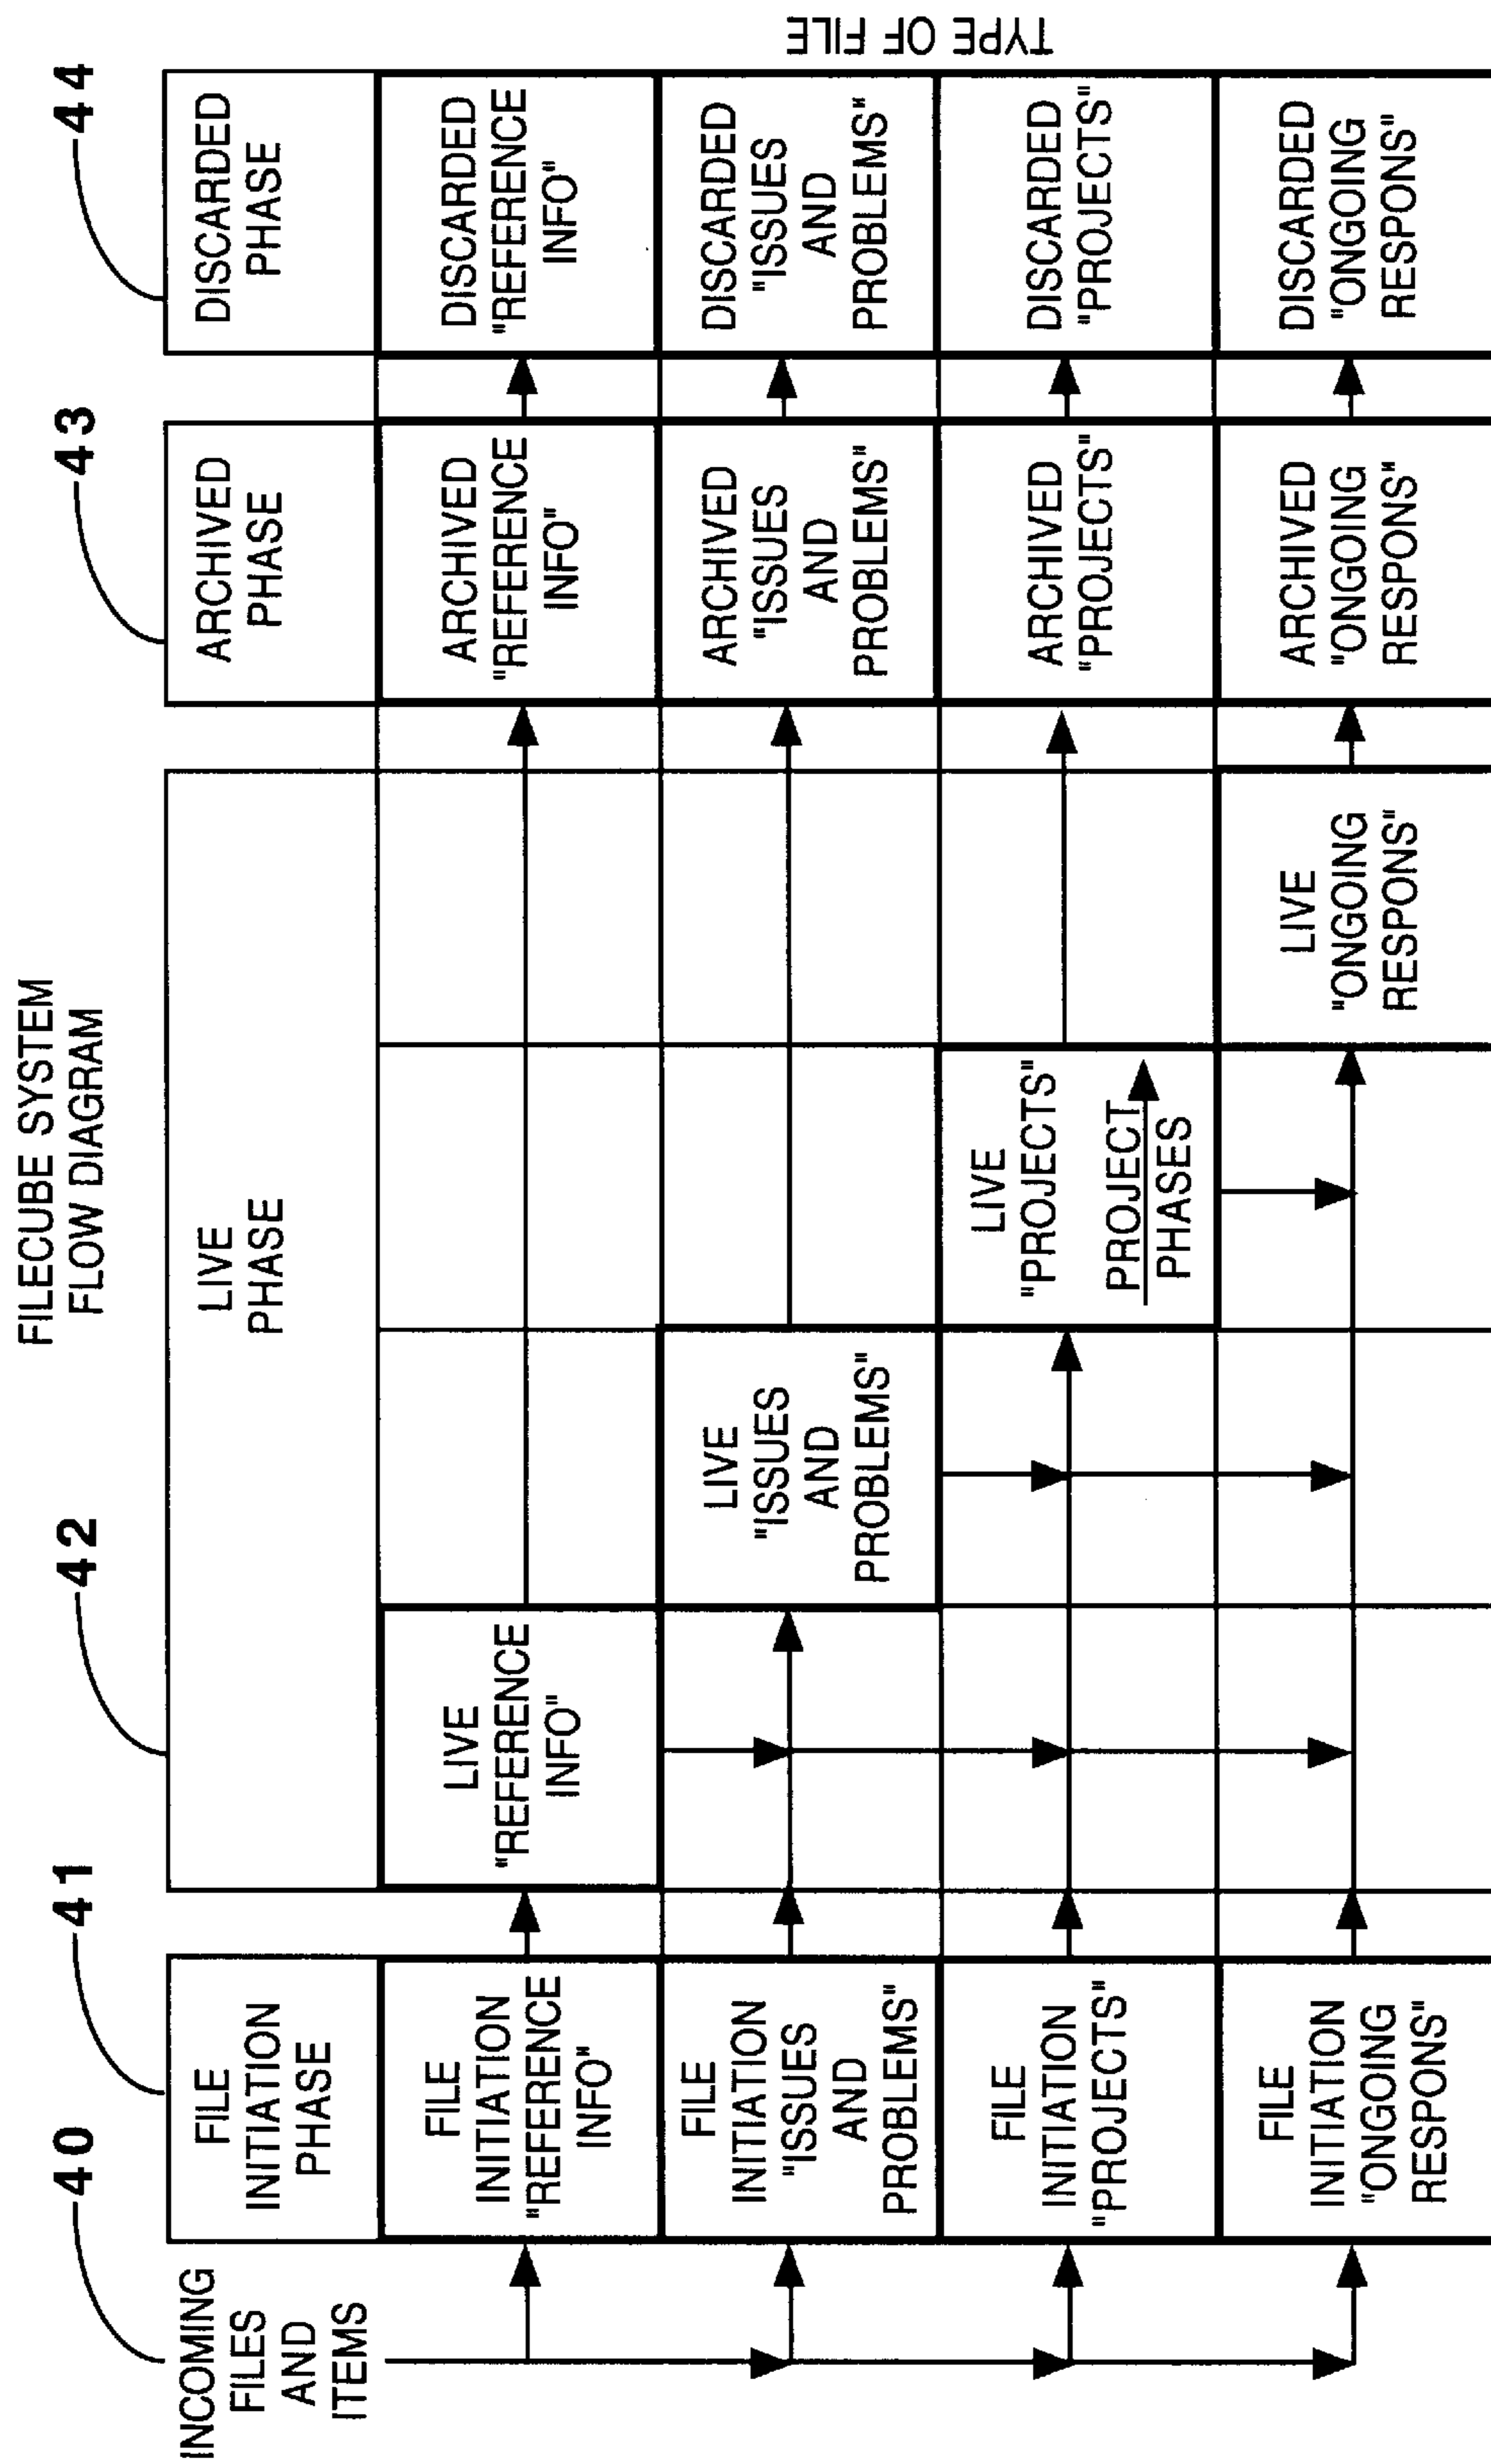 FILECUBE SYSTEM
FLOW DIAGRAM
40
41
42
43
44
INCOMING
FILES
AND
ITEMS
FILE
INITIATION
PHASE
LIVE
PHASE
ARCHIVED
PHASE
DISCARDED
PHASE
FILE
INITIATION
"REFERENCE
INFO"
LIVE
"REFERENCE
INFO"
ARCHIVED
"REFERENCE
INFO"
DISCARDED
"REFERENCE
INFO"
FILE
INITIATION
"ISSUES
AND
PROBLEMS"
LIVE
"ISSUES
AND
PROBLEMS"
ARCHIVED
"ISSUES
AND
PROBLEMS"
DISCARDED
"ISSUES
AND
PROBLEMS"
FILE
INITIATION
"PROJECTS"
LIVE
"PROJECTS"
PROJECT
PHASES
ARCHIVED
"PROJECTS"
DISCARDED
"PROJECTS"
FILE
INITIATION
"ONGOING
RESPONS"
LIVE
"ONGOING
RESPONS"
ARCHIVED
"ONGOING
RESPONS"
DISCARDED
"ONGOING
RESPONS"
TYPE OF FILE